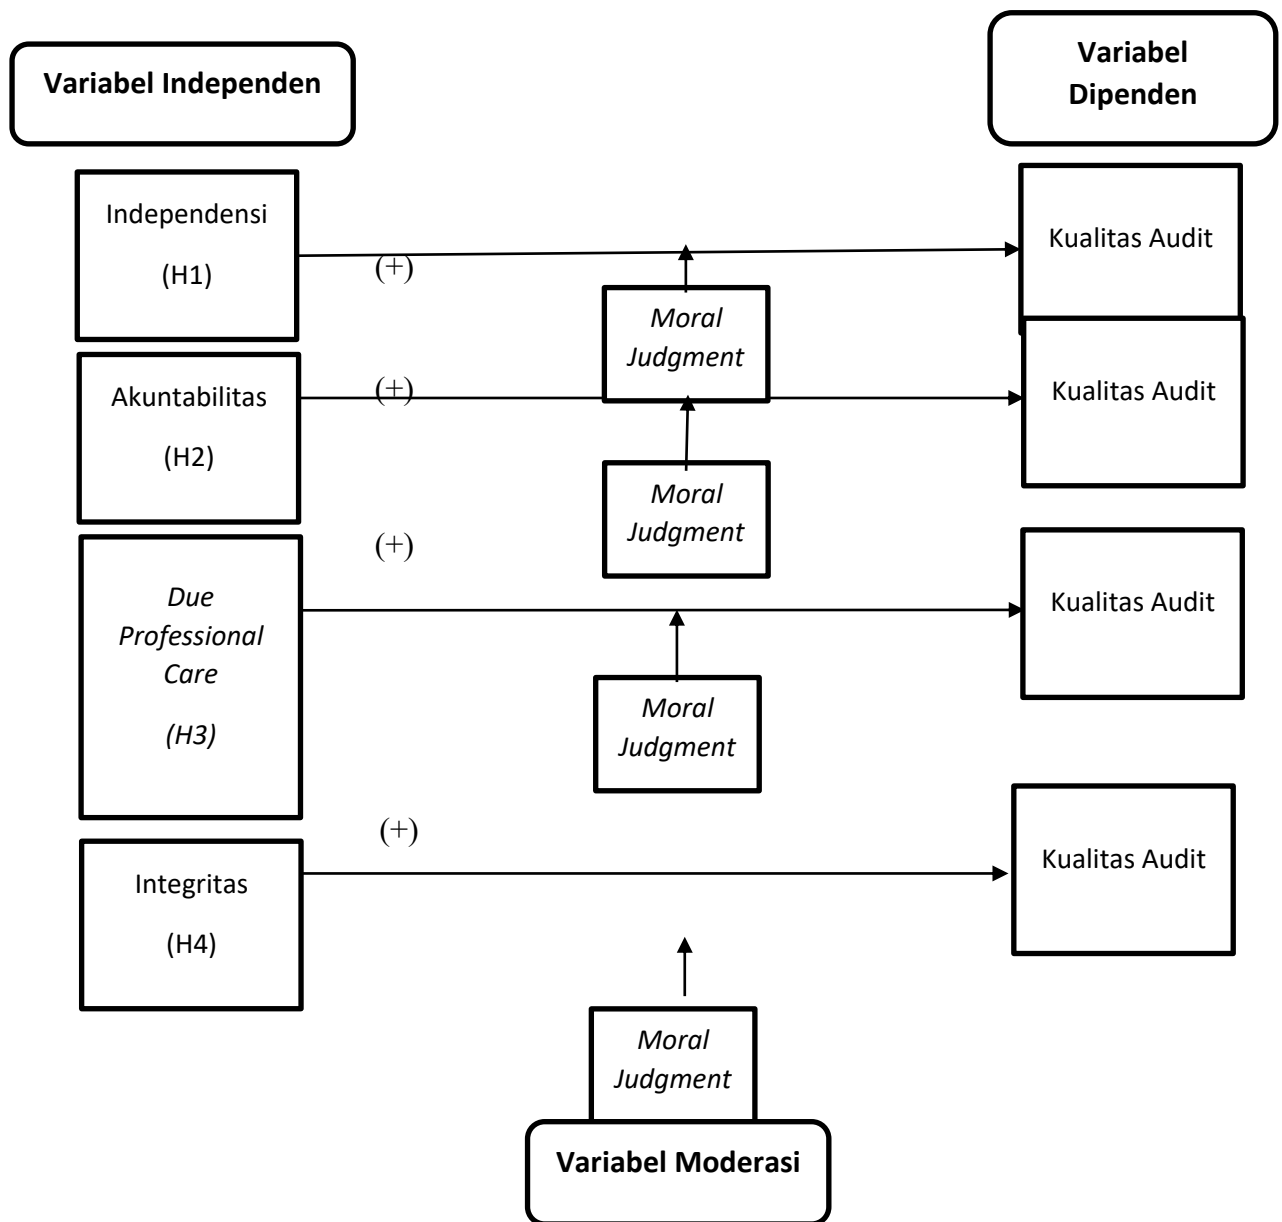 Variabel Independen
Variabel
Dipenden
Independensi
(H1)
(+)
Moral
Judgment
Kualitas Audit
Akuntabilitas
(H2)
(+)
Moral
Judgment
Kualitas Audit
Due
Professional
Care
(H3)
(+)
Moral
Judgment
Kualitas Audit
Integritas
(H4)
(+)
Kualitas Audit
Moral
Judgment
Variabel Moderasi